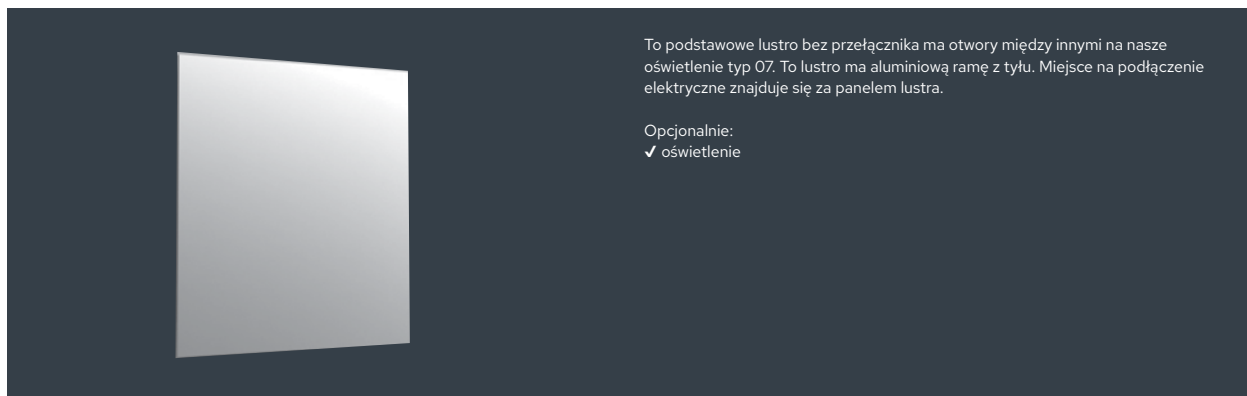 To podstawowe lustro bez przełącznika ma otwory między innymi na nasze
oświetlenie typ 07. To lustro ma aluminiową ramę z tyłu. Miejsce na podłączenie
elektryczne znajduje się za panelem lustra.
Opcjonalnie:
✔ oświetlenie